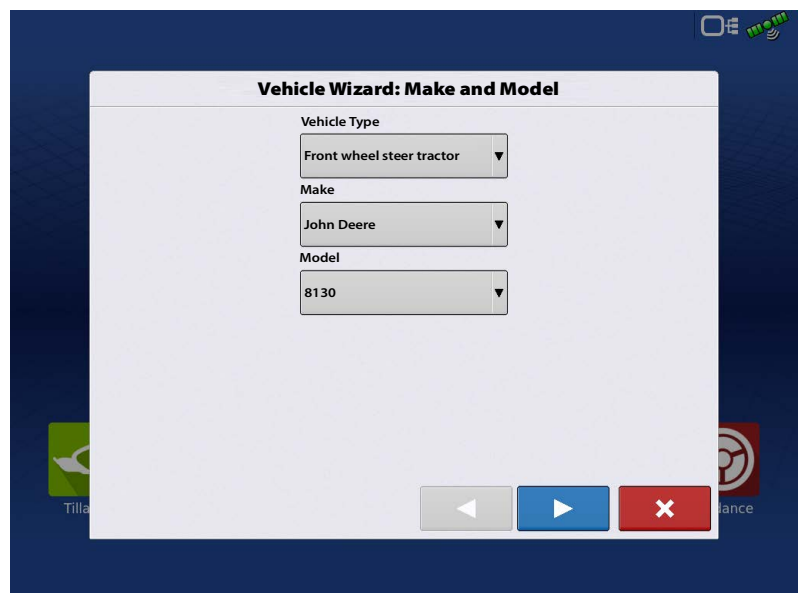 Vehicle Wizard: Make and Model
Vehicle Type
Front wheel steer tractor
Make
John Deere
Model
8130
Tilla
dance